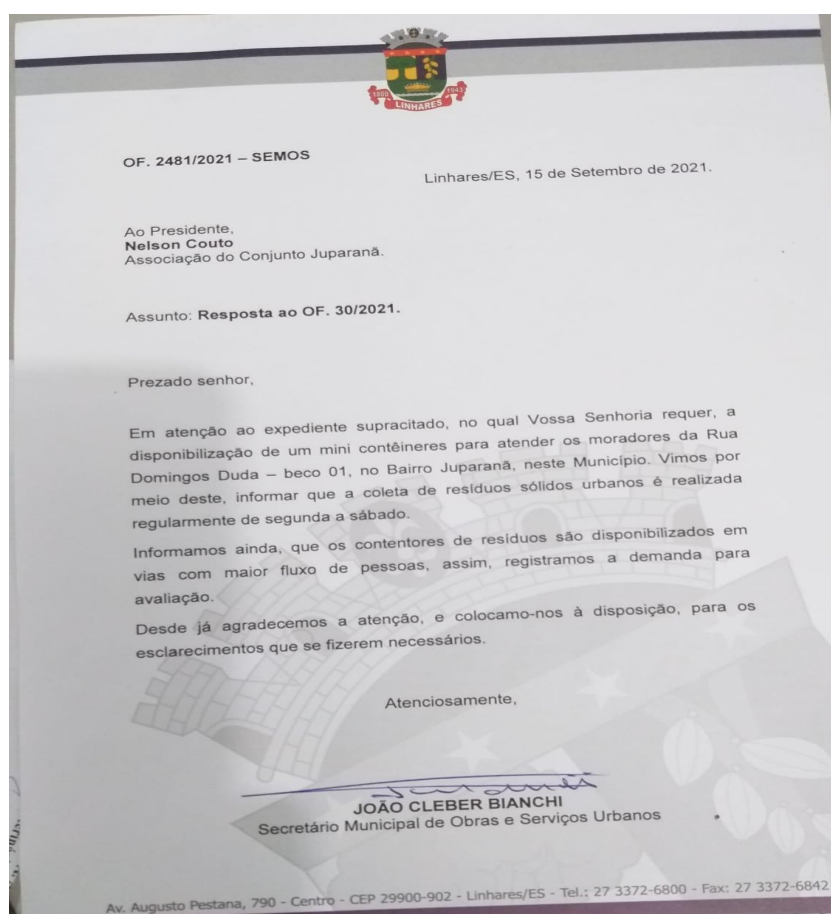 1800
1943
LINHARES
OF. 2481/2021 – SEMOS
Linhares/ES, 15 de Setembro de 2021.
Ao Presidente,
Nelson Couto
Associação do Conjunto Juparanã.
Assunto: Resposta ao OF. 30/2021.
Prezado senhor,
Em atenção ao expediente supracitado, no qual Vossa Senhoria requer, a
disponibilização de um mini contêineres para atender os moradores da Rua
Domingos Duda – beco 01, no Bairro Juparanã, neste Município. Vimos por
meio deste, informar que a coleta de resíduos sólidos urbanos é realizada
regularmente de segunda a sábado.
Informamos ainda, que os contentores de resíduos são disponibilizados em
vias com maior fluxo de pessoas, assim, registramos a demanda para
avaliação.
Desde já agradecemos a atenção, e colocamo-nos à disposição, para os
esclarecimentos que se fizerem necessários.
Atenciosamente,
JOÃO CLEBER BIANCHI
Secretário Municipal de Obras e Serviços Urbanos
Av. Augusto Pestana, 790 - Centro - CEP 29900-902 - Linhares/ES - Tel.: 27 3372-6800 - Fax: 27 3372-6842